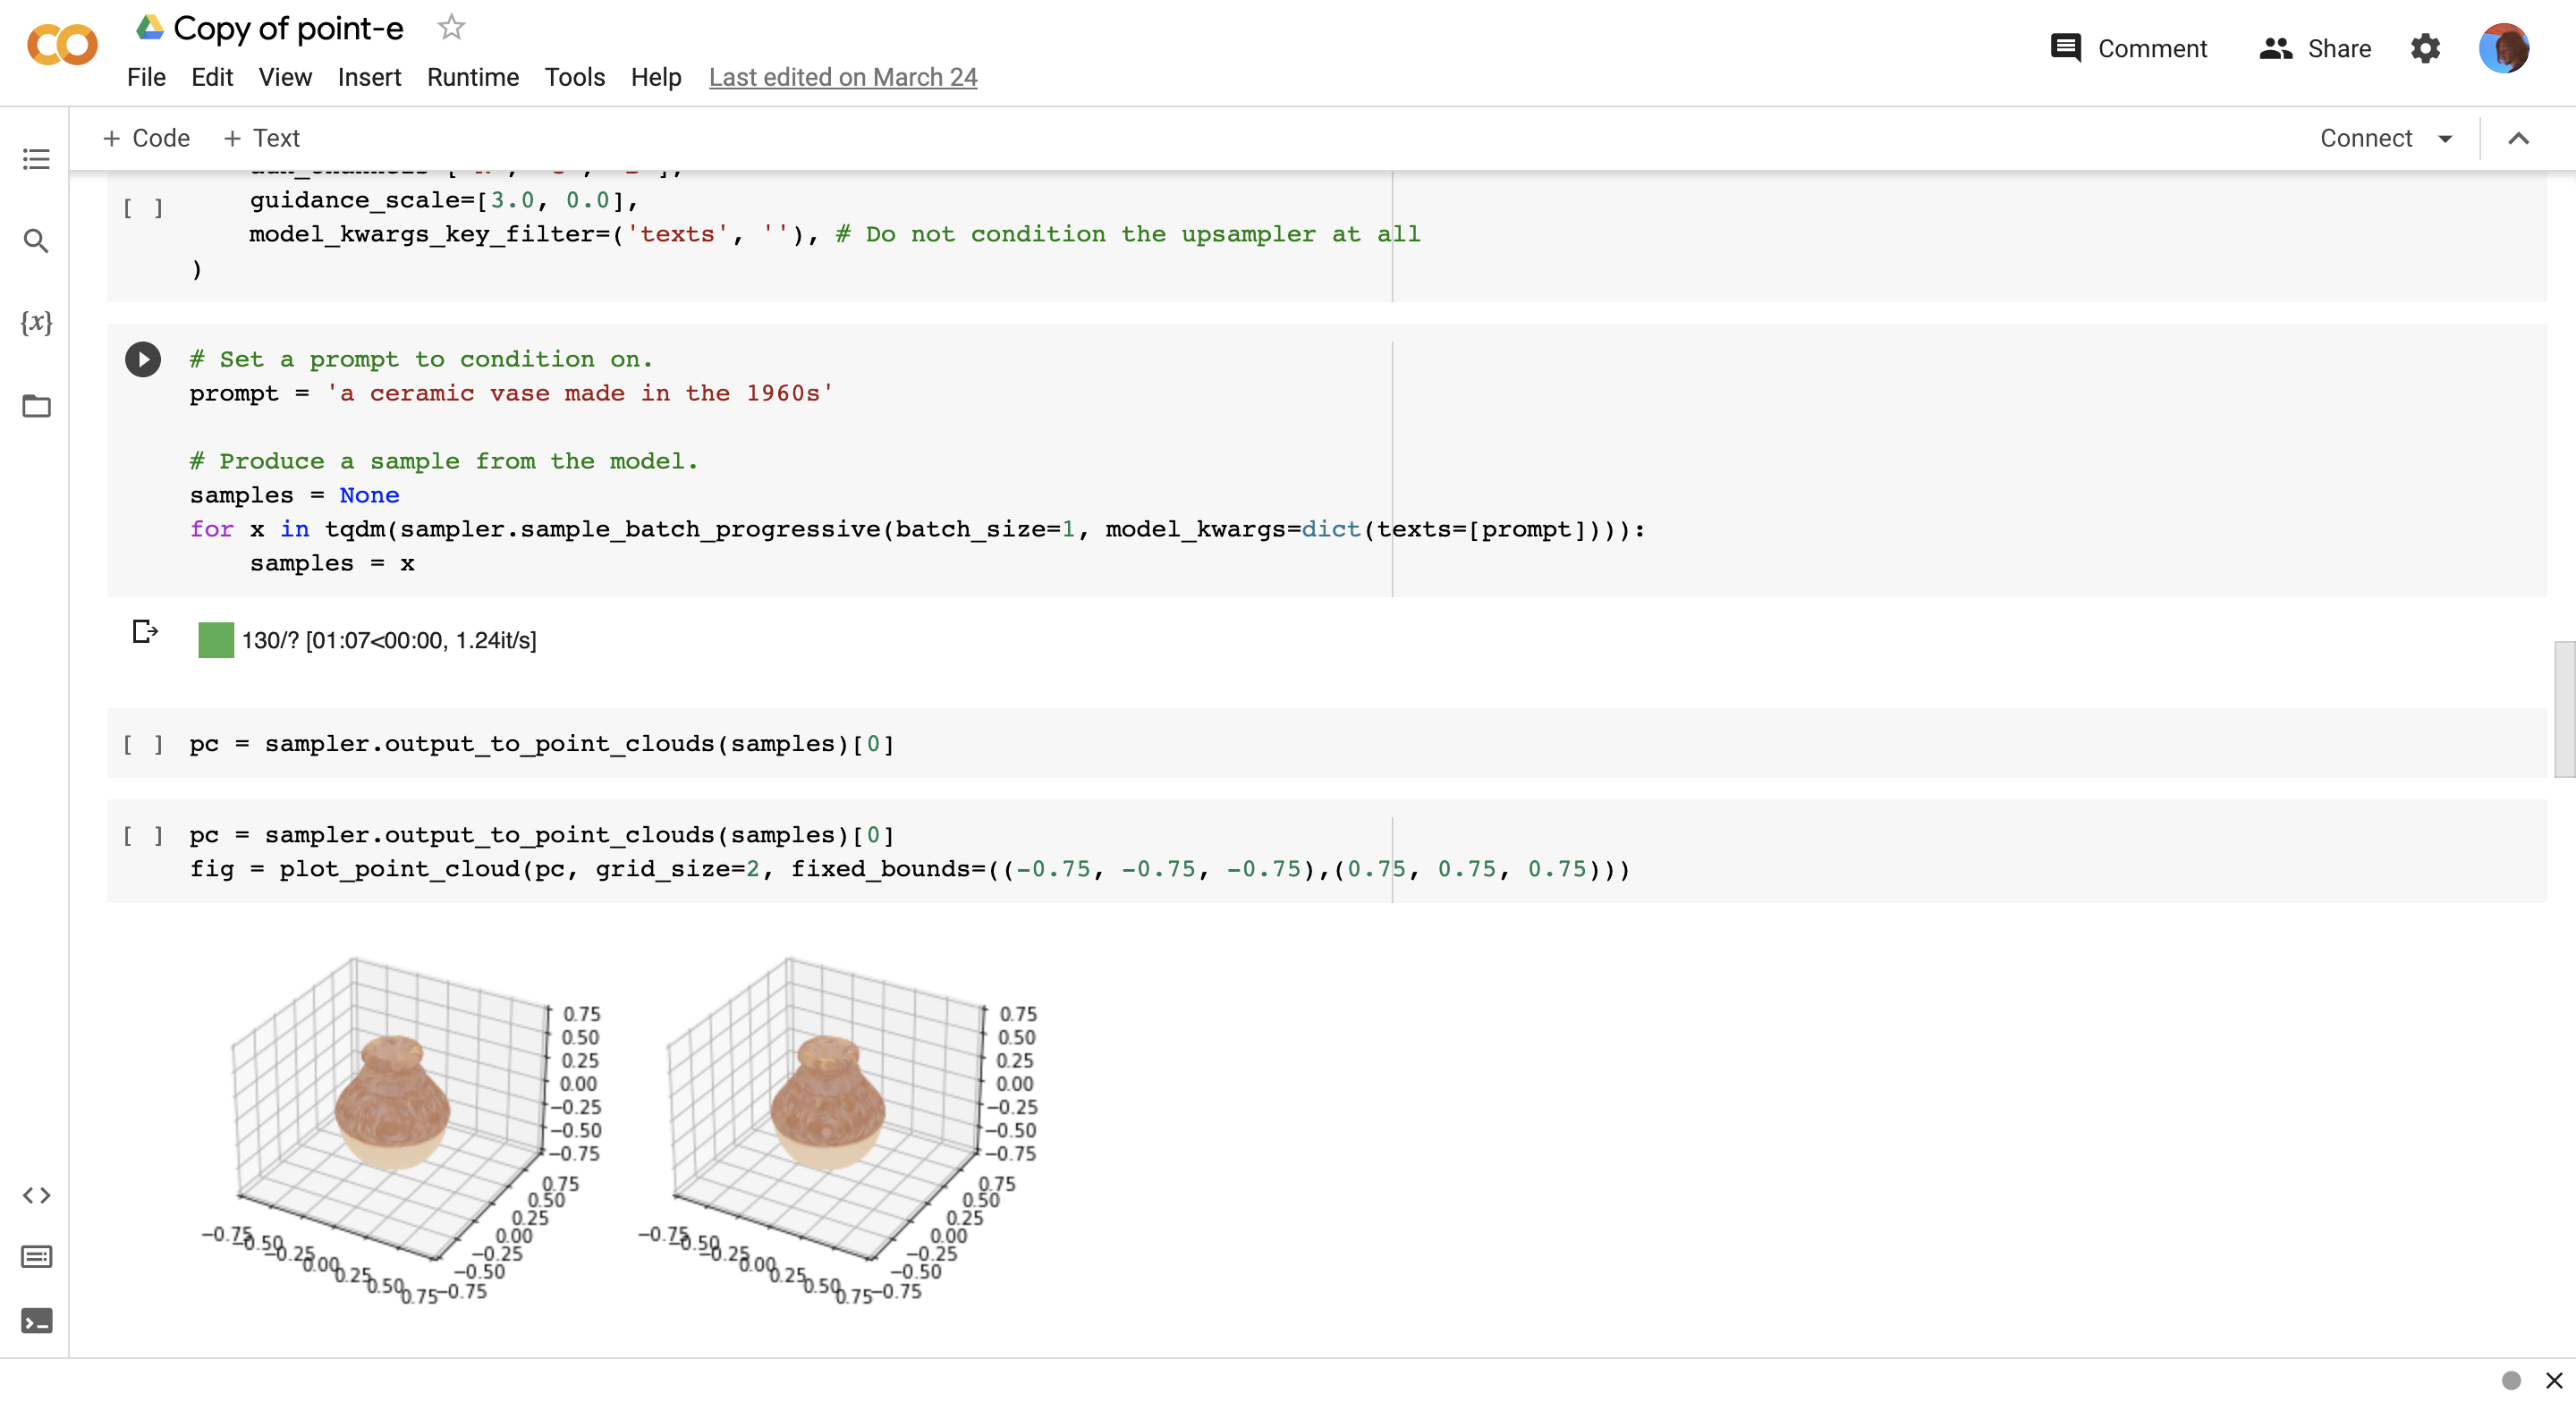 Copy of point-e
File Edit View Insert Runtime Tools Help Last edited on March 24
Comment Share
+ Code + Text
Connect
[ ] guidance_scale=[3.0, 0.0],
model_kwargs_key_filter=('texts', ''), # Do not condition the upsampler at all
)
{x}
# Set a prompt to condition on.
prompt = 'a ceramic vase made in the 1960s'
# Produce a sample from the model.
samples = None
for x in tqdm(sampler.sample_batch_progressive(batch_size=1, model_kwargs=dict(texts=[prompt]))):
samples = x
130/? [01:07<00:00, 1.24it/s]
[ ] pc = sampler.output_to_point_clouds(samples)[0]
[ ] pc = sampler.output_to_point_clouds(samples)[0]
fig = plot_point_cloud(pc, grid_size=2, fixed_bounds=((-0.75, -0.75, -0.75),(0.75, 0.75, 0.75)))
0.75 0.75
0.50 0.50
0.25 0.25
0.00 0.00
−0.25 −0.25
−0.50 −0.50
−0.75 −0.75
0.75 0.75
0.50 0.50
0.25 0.25
0.00 0.00
−0.25 −0.25
−0.50 −0.50
−0.75 −0.75
−0.75 −0.75
−0.50 −0.50
−0.25 −0.25
0.00 0.00
0.25 0.25
0.50 0.50
0.75 0.75